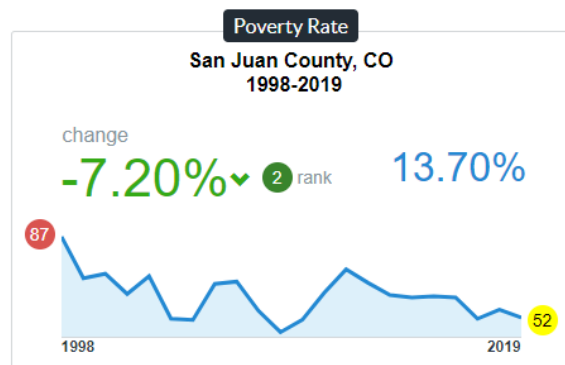 Poverty Rate
San Juan County, CO
1998-2019
change
-7.20%
2 rank
13.70%
87
52
1998
2019